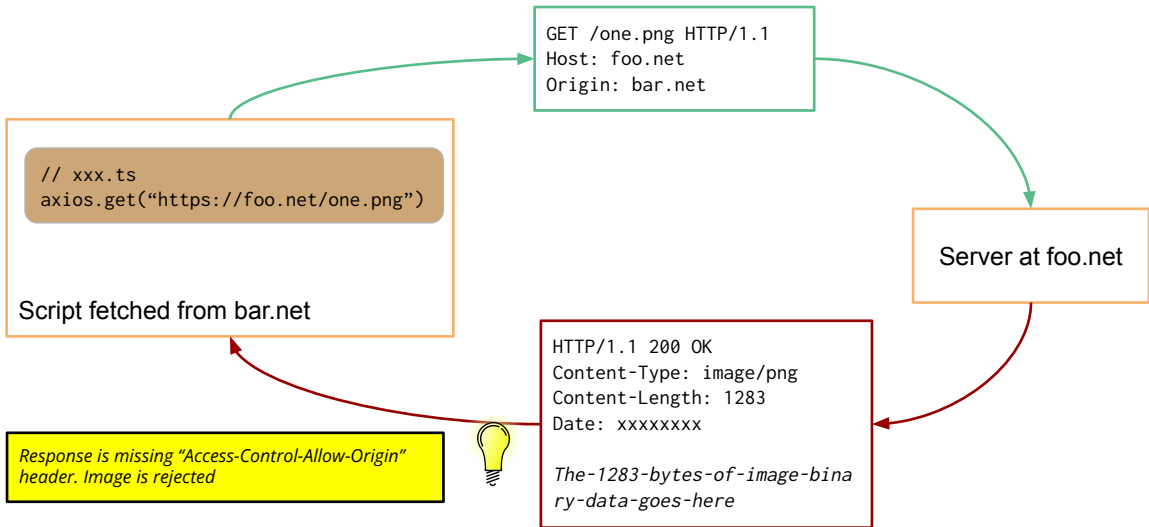 GET /one.png HTTP/1.1
Host: foo.net
Origin: bar.net
// xxx.ts
axios.get(“https://foo.net/one.png”)
Script fetched from bar.net
Server at foo.net
HTTP/1.1 200 OK
Content-Type: image/png
Content-Length: 1283
Date: xxxxxxxx
The-1283-bytes-of-image-bina
ry-data-goes-here
Response is missing “Access-Control-Allow-Origin”
header. Image is rejected